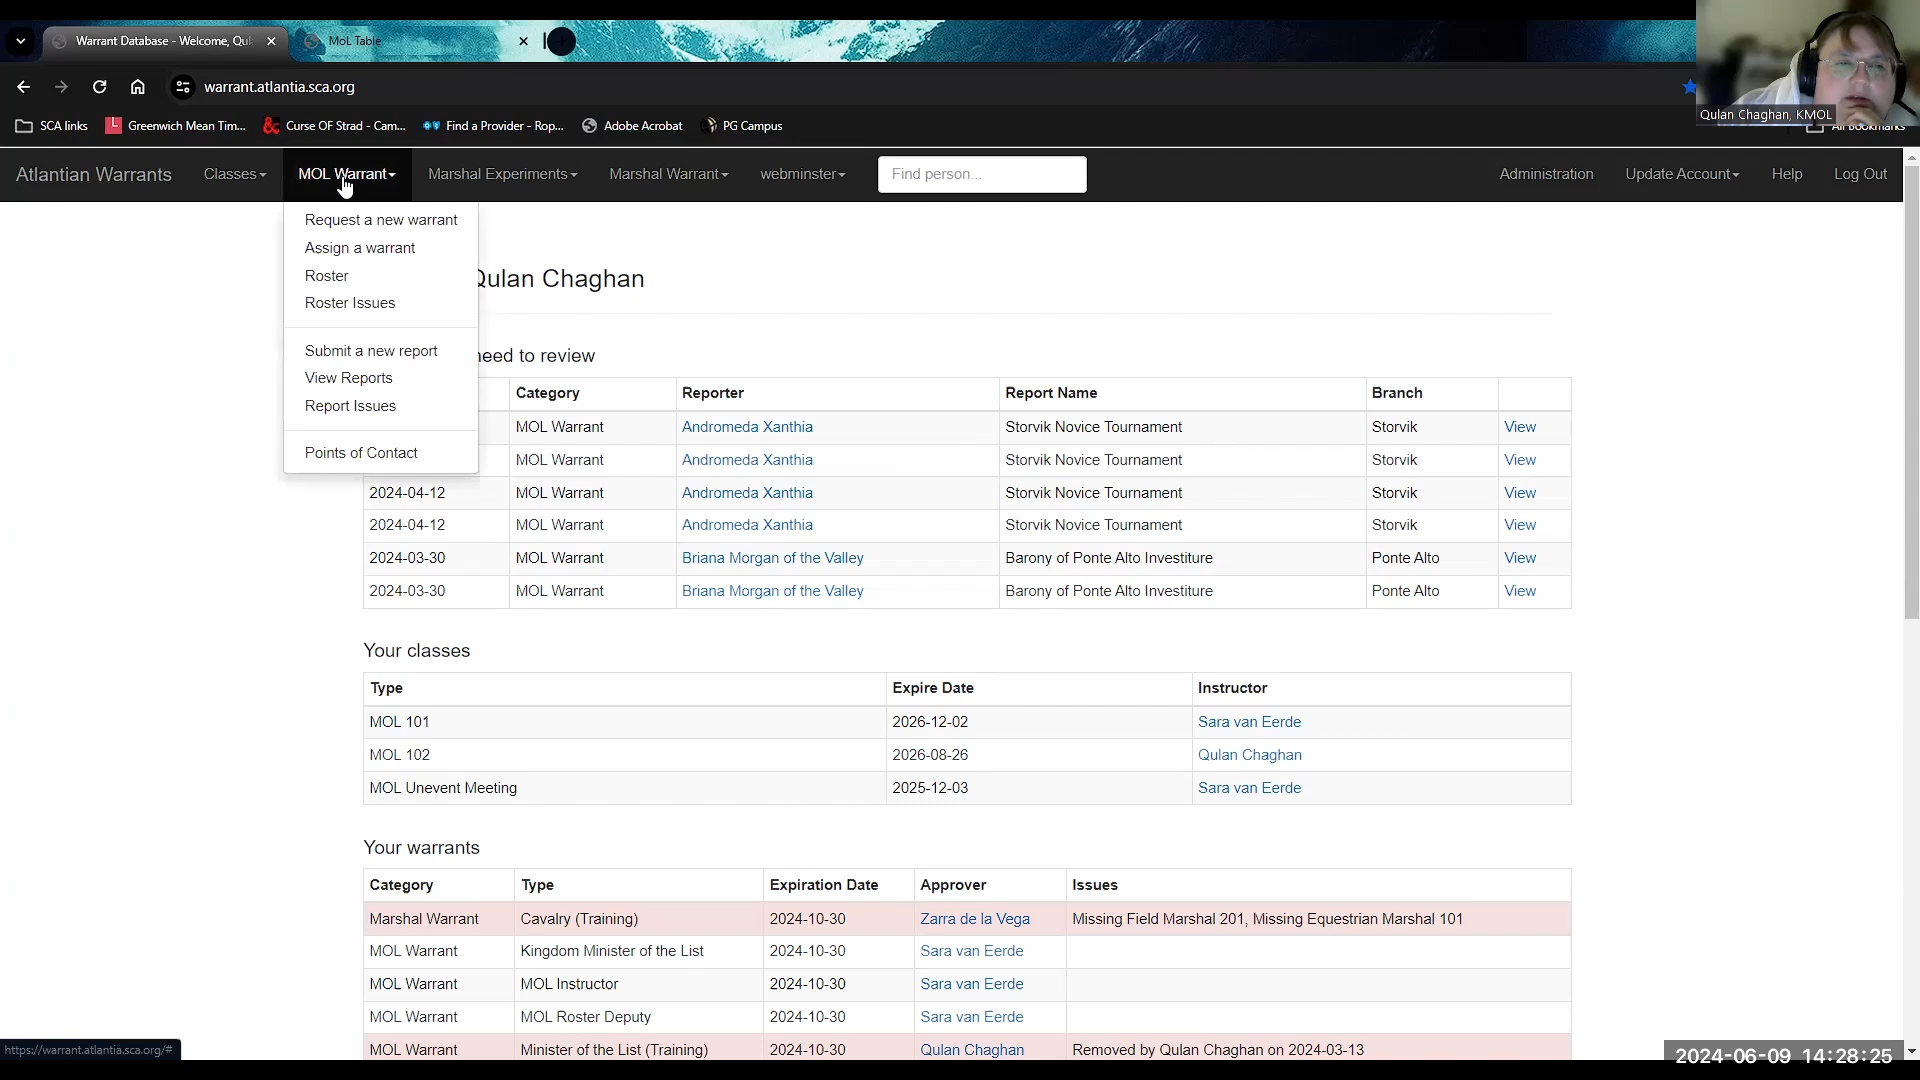 Warrant Database - Welcome, Qul
MoL Table
warrant.atlantia.sca.org
SCA links
Greenwich Mean Tim...
Curse OF Strad - Cam...
Find a Provider - Rop...
Adobe Acrobat
PG Campus
Qulan Chaghan, KMOL
All Bookmarks
Atlantian Warrants
Classes
MOL Warrant
Marshal Experiments
Marshal Warrant
webminster
Find person...
Administration
Update Account
Help
Log Out
Request a new warrant
Assign a warrant
Roster
Roster Issues
Submit a new report
View Reports
Report Issues
Points of Contact
Qulan Chaghan
need to review
Category Reporter Report Name Branch
MOL Warrant Andromeda Xanthia Storvik Novice Tournament Storvik View
MOL Warrant Andromeda Xanthia Storvik Novice Tournament Storvik View
2024-04-12 MOL Warrant Andromeda Xanthia Storvik Novice Tournament Storvik View
2024-04-12 MOL Warrant Andromeda Xanthia Storvik Novice Tournament Storvik View
2024-03-30 MOL Warrant Briana Morgan of the Valley Barony of Ponte Alto Investiture Ponte Alto View
2024-03-30 MOL Warrant Briana Morgan of the Valley Barony of Ponte Alto Investiture Ponte Alto View
Your classes
Type Expire Date Instructor
MOL 101 2026-12-02 Sara van Eerde
MOL 102 2026-08-26 Qulan Chaghan
MOL Unevent Meeting 2025-12-03 Sara van Eerde
Your warrants
Category Type Expiration Date Approver Issues
Marshal Warrant Cavalry (Training) 2024-10-30 Zarra de la Vega Missing Field Marshal 201, Missing Equestrian Marshal 101
MOL Warrant Kingdom Minister of the List 2024-10-30 Sara van Eerde
MOL Warrant MOL Instructor 2024-10-30 Sara van Eerde
MOL Warrant MOL Roster Deputy 2024-10-30 Sara van Eerde
MOL Warrant Minister of the List (Training) 2024-10-30 Qulan Chaghan Removed by Qulan Chaghan on 2024-03-13
https://warrant.atlantia.sca.org/#
2024-06-09 14:28:25